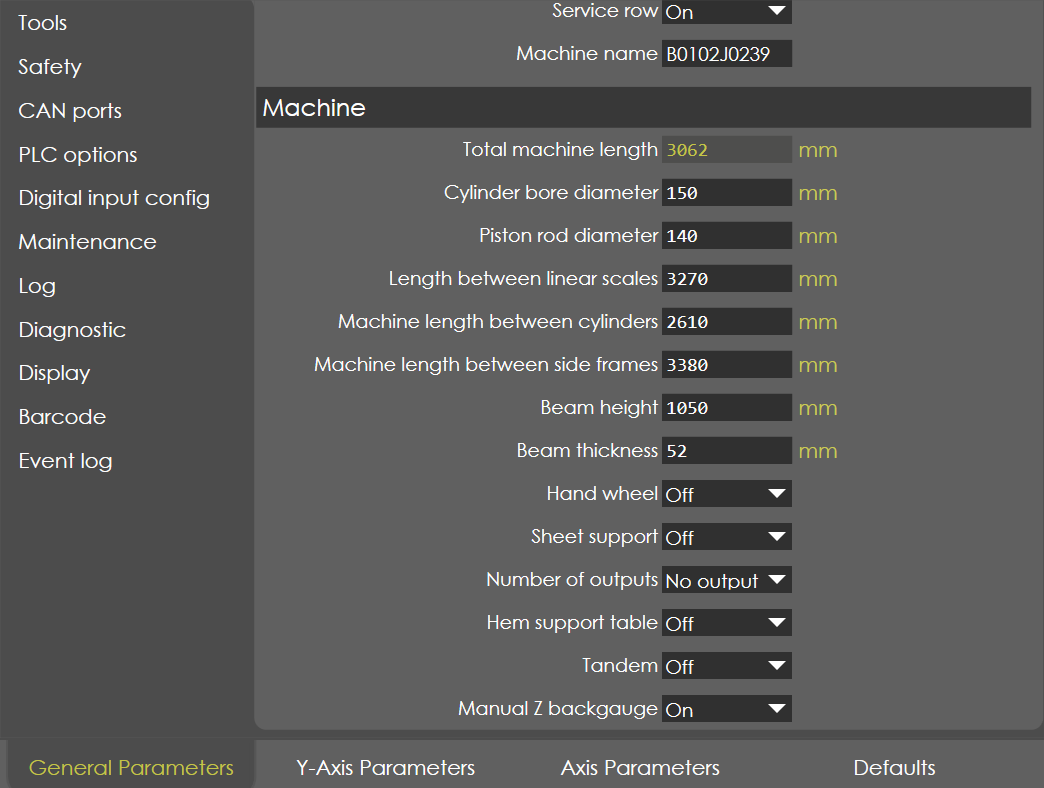 Tools
Safety
CAN ports
PLC options
Digital input config
Maintenance
Log
Diagnostic
Display
Barcode
Event log
Service row On
Machine name B0102J0239
Machine
Total machine length 3062 mm
Cylinder bore diameter 150 mm
Piston rod diameter 140 mm
Length between linear scales 3270 mm
Machine length between cylinders 2610 mm
Machine length between side frames 3380 mm
Beam height 1050 mm
Beam thickness 52 mm
Hand wheel Off
Sheet support Off
Number of outputs No output
Hem support table Off
Tandem Off
Manual Z backgauge On
General Parameters Y-Axis Parameters Axis Parameters Defaults